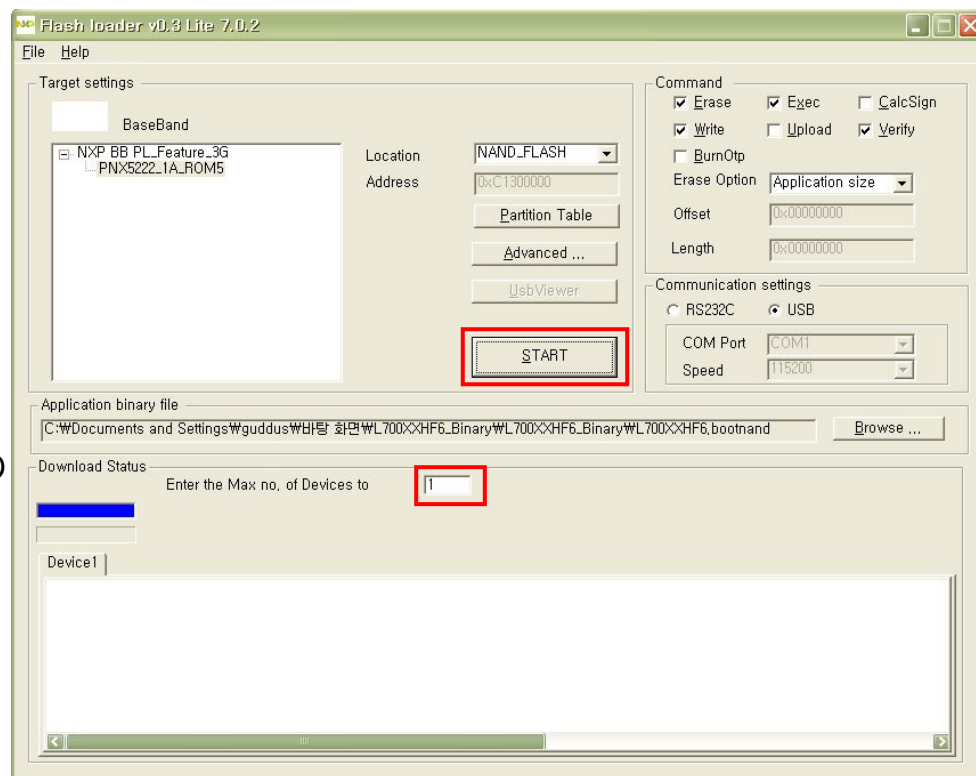 NXP Flash loader v0.3 Lite 7.0.2
File Help
Target settings
BaseBand
NXP BB PL_Feature_3G
PNX5222_1A_ROM5
Location NAND_FLASH
Address 0xC1300000
Partition Table
Advanced ...
UsbViewer
START
Command
Erase Exec CalcSign
Write Upload Verify
BurnOtp
Erase Option Application size
Offset 0x00000000
Length 0x00000000
Communication settings
RS232C USB
COM Port COM1
Speed 115200
Application binary file
C:₩Documents and Settings₩guddus₩바탕 화면₩L700XXHF6_Binary₩L700XXHF6_Binary₩L700XXHF6.bootnand Browse ...
)
Download Status
Enter the Max no. of Devices to 1
Device1